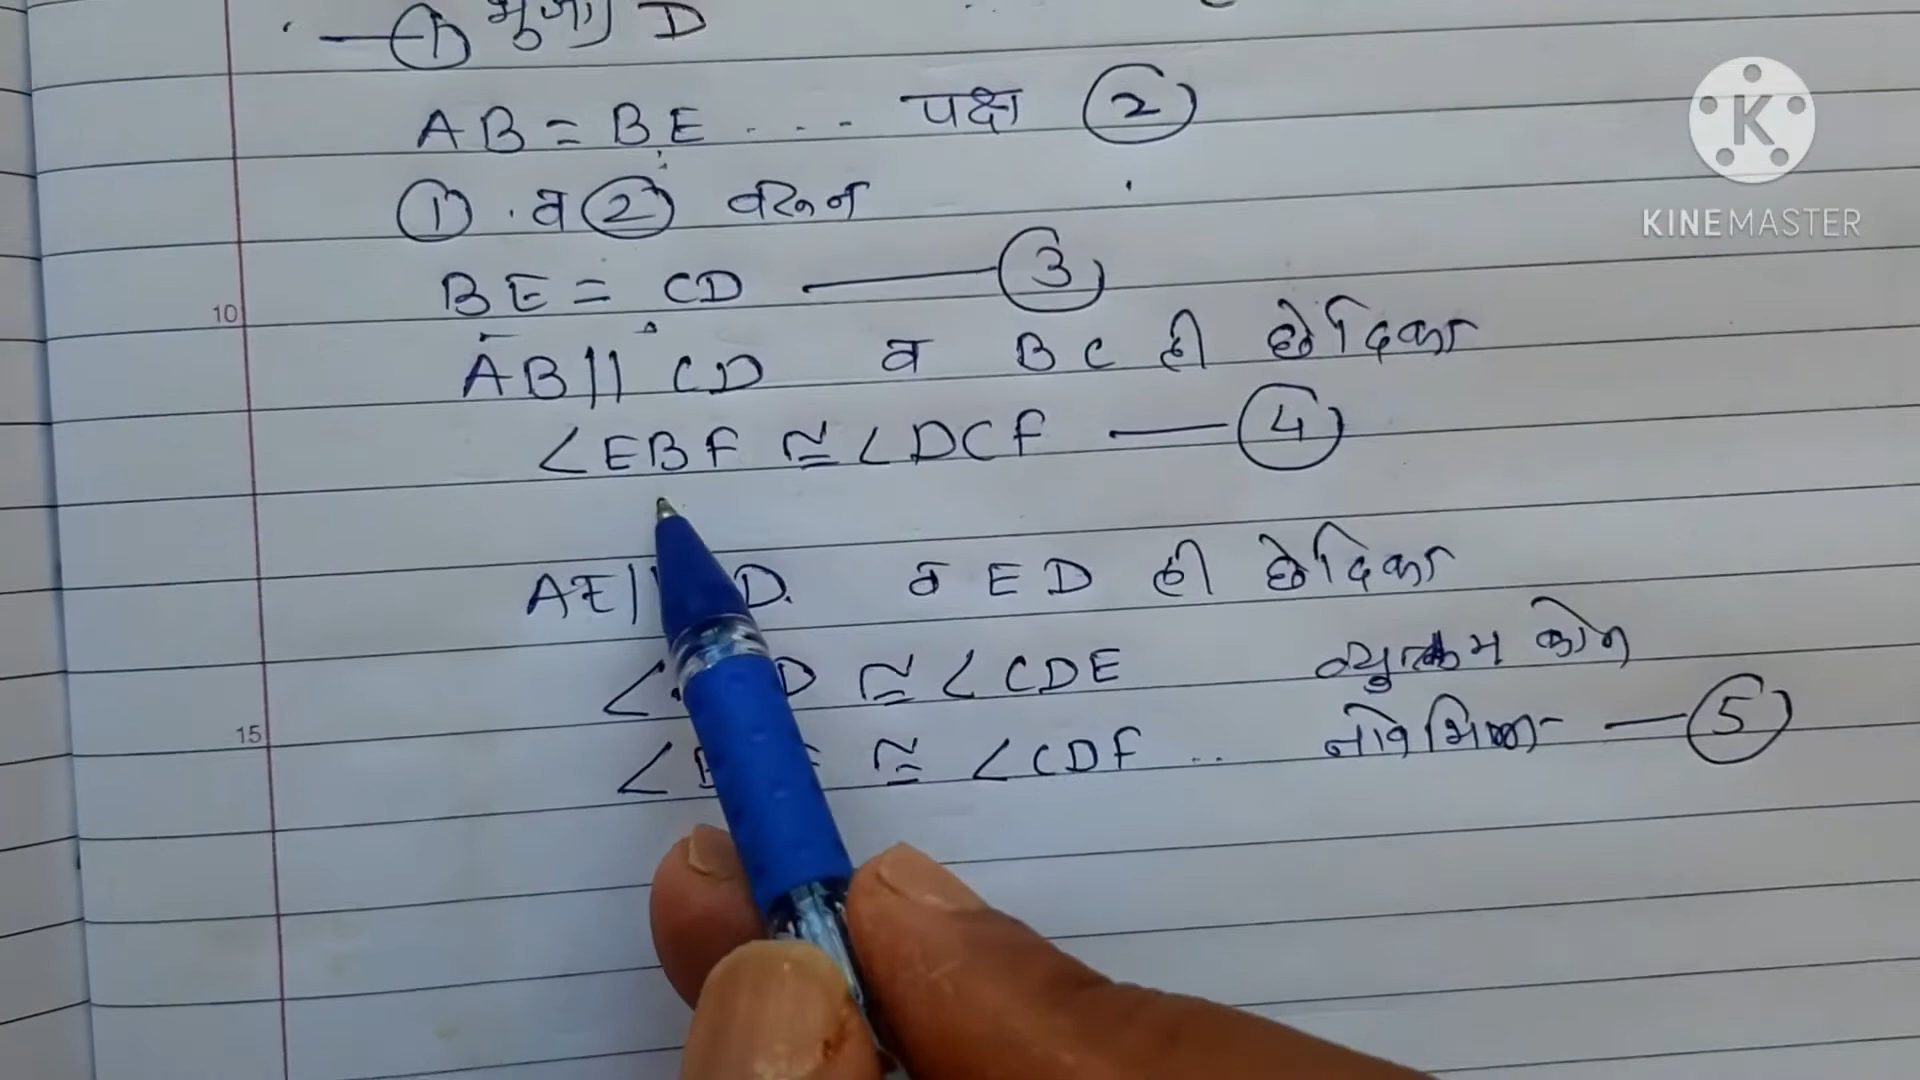 —① भुजा D
AB = BE ... पक्ष ②
① व ② वरून
BE = CD —— ③
AB || CD व BC ही छेदिका
∠EBF ≅ ∠DCF —— ④
AE || D. व ED ही छेदिका
∠ D ≅ ∠CDE व्युत्क्रम कोन
∠ ≅ ∠CDF .. — ⑤
10
15
K
KINEMASTER